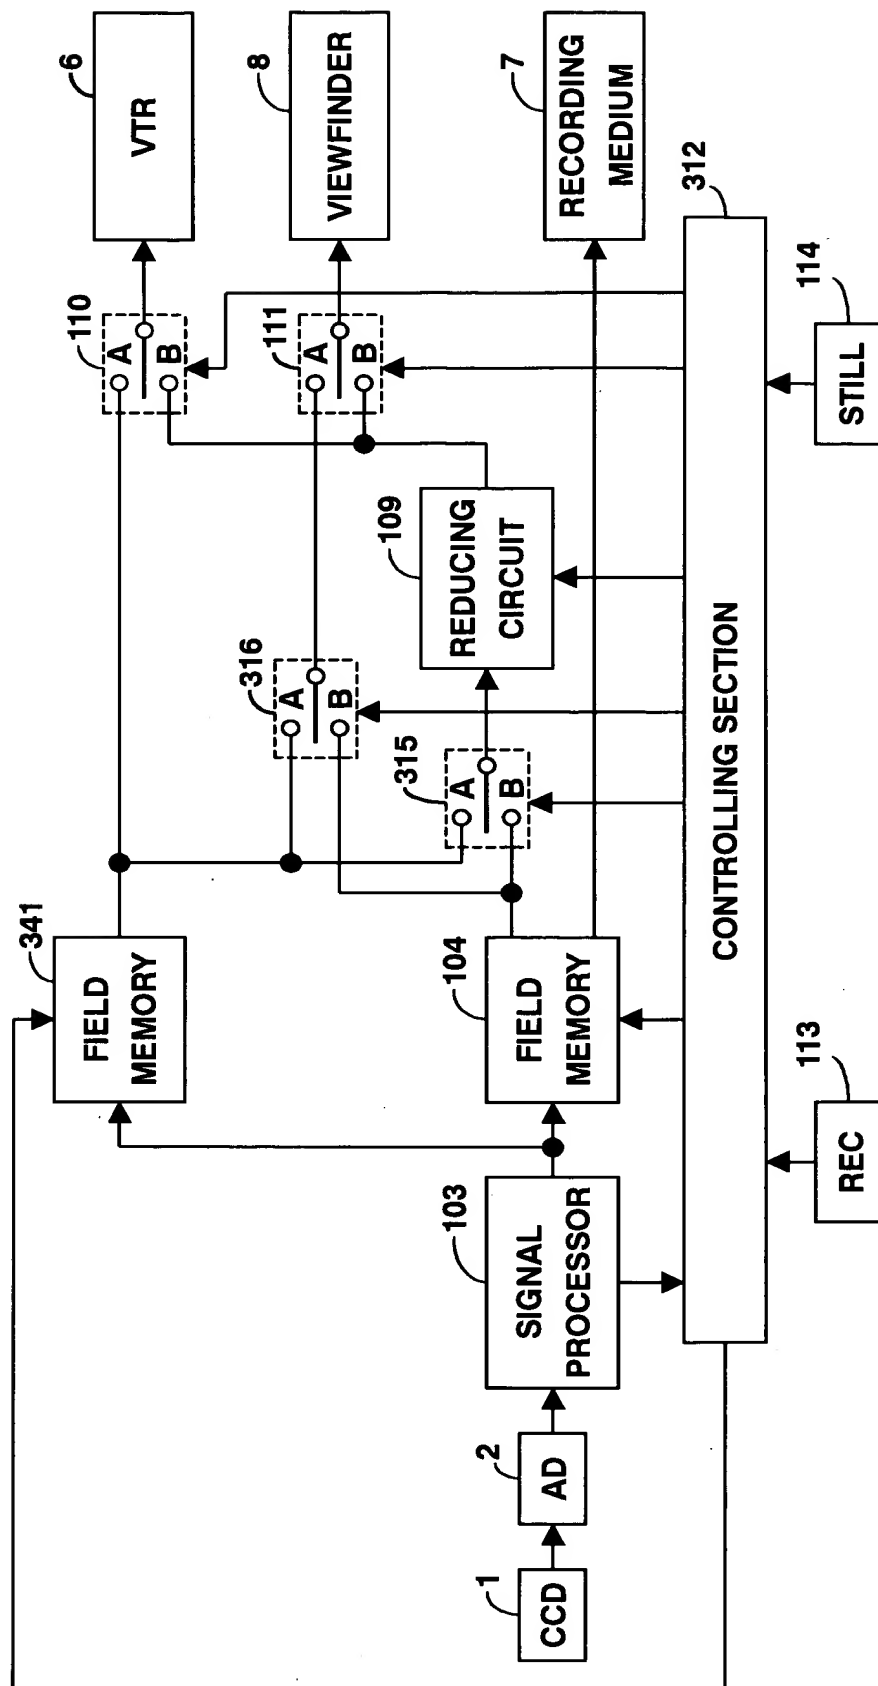 6
VTR
8
VIEWFINDER
7
RECORDING
MEDIUM
110
A
B
111
A
B
312
114
STILL
109
REDUCING
CIRCUIT
316
A
B
315
A
B
CONTROLLING SECTION
341
FIELD
MEMORY
104
FIELD
MEMORY
113
REC
103
SIGNAL
PROCESSOR
2
AD
1
CCD